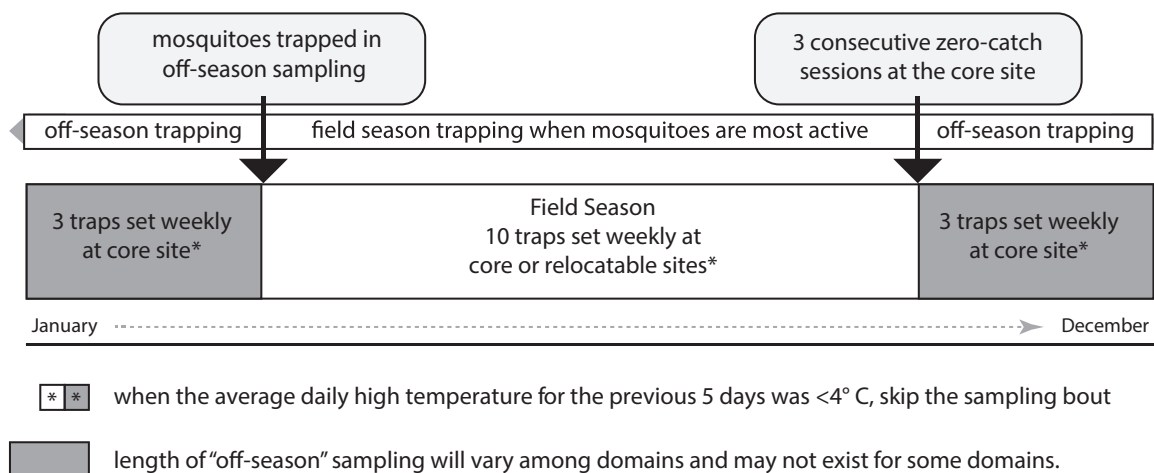 mosquitoes trapped in
off-season sampling
3 consecutive zero-catch
sessions at the core site
off-season trapping
field season trapping when mosquitoes are most active
off-season trapping
3 traps set weekly
at core site*
Field Season
10 traps set weekly at
core or relocatable sites*
3 traps set weekly
at core site*
January
December
* * when the average daily high temperature for the previous 5 days was <4° C, skip the sampling bout
length of "off-season" sampling will vary among domains and may not exist for some domains.